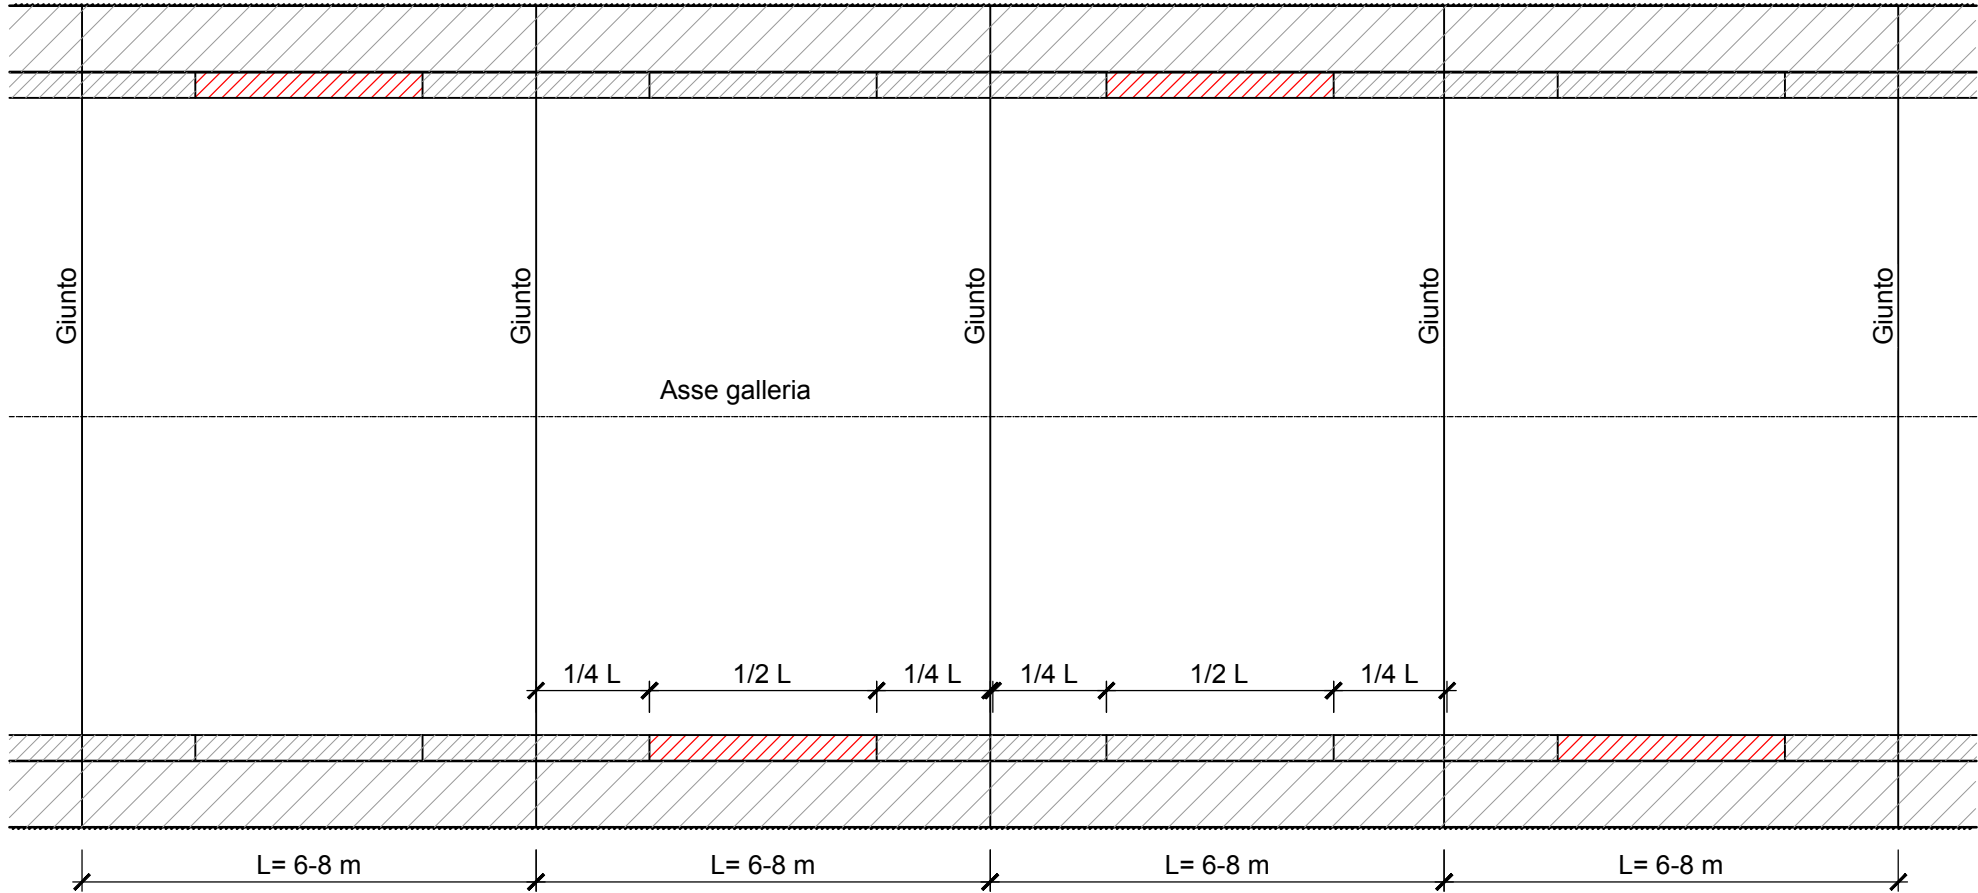 Giunto
Giunto
Giunto
Giunto
Giunto
Asse galleria
1/4 L
1/2 L
1/4 L
1/4 L
1/2 L
1/4 L
L= 6-8 m
L= 6-8 m
L= 6-8 m
L= 6-8 m